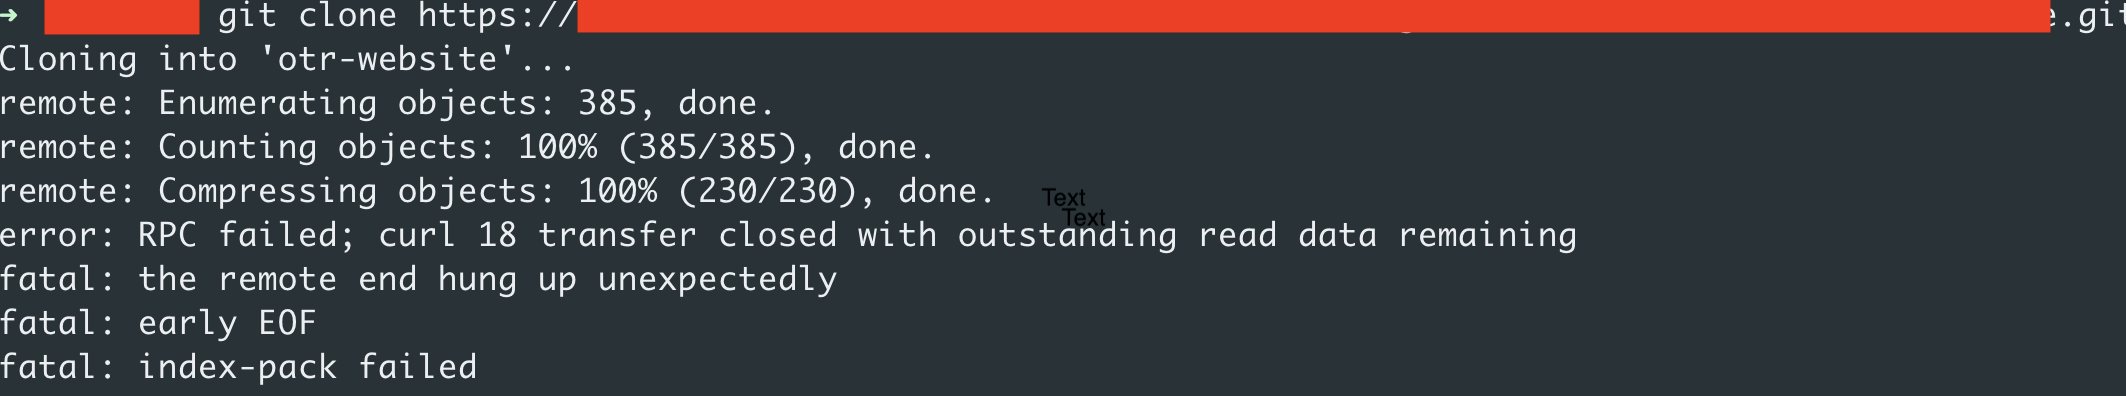 ➜ git clone https:// e.git
Cloning into 'otr-website'...
remote: Enumerating objects: 385, done.
remote: Counting objects: 100% (385/385), done.
remote: Compressing objects: 100% (230/230), done.
Text
Text
error: RPC failed; curl 18 transfer closed with outstanding read data remaining
fatal: the remote end hung up unexpectedly
fatal: early EOF
fatal: index-pack failed